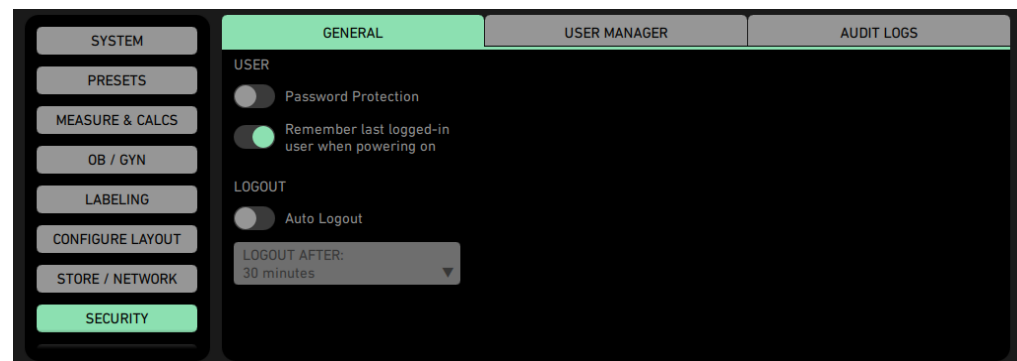 SYSTEM
PRESETS
MEASURE & CALCS
OB / GYN
LABELING
CONFIGURE LAYOUT
STORE / NETWORK
SECURITY
GENERAL
USER MANAGER
AUDIT LOGS
USER
Password Protection
Remember last logged-in
user when powering on
LOGOUT
Auto Logout
LOGOUT AFTER:
30 minutes